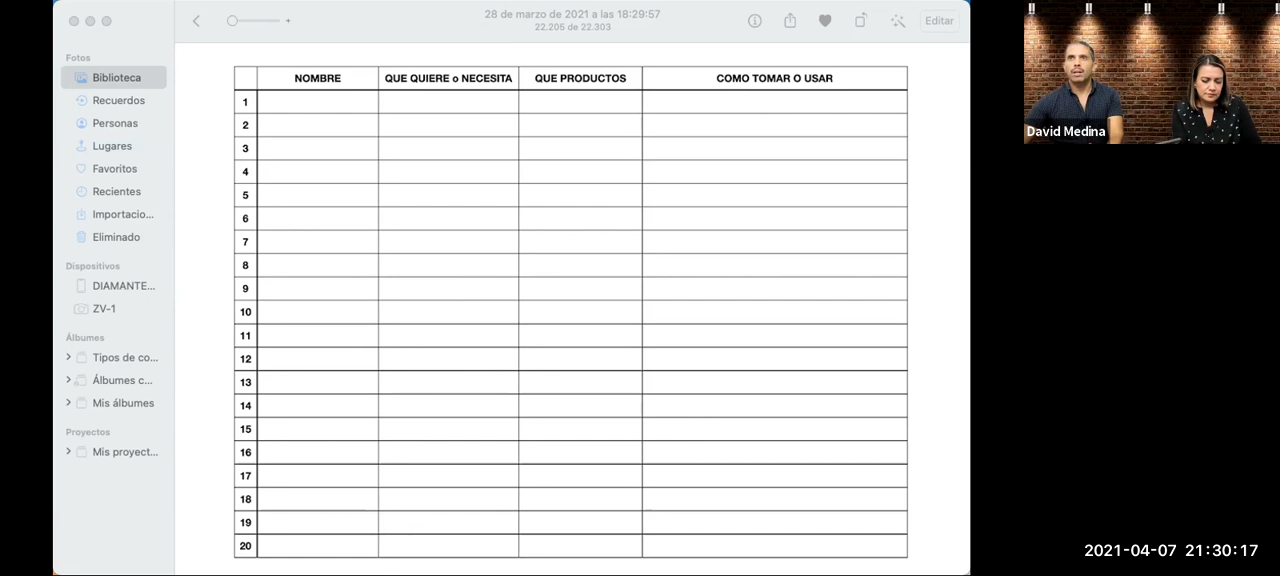 28 de marzo de 2021 a las 18:29:57
22.205 de 22.303
Editar
Fotos
Biblioteca
Recuerdos
Personas
Lugares
Favoritos
Recientes
Importacio...
Eliminado
Dispositivos
DIAMANTE...
ZV-1
Álbumes
Tipos de co...
Álbumes c...
Mis álbumes
Proyectos
Mis proyect...
NOMBRE QUE QUIERE o NECESITA QUE PRODUCTOS COMO TOMAR O USAR
1
2
3
4
5
6
7
8
9
10
11
12
13
14
15
16
17
18
19
20
David Medina
2021-04-07 21:30:17